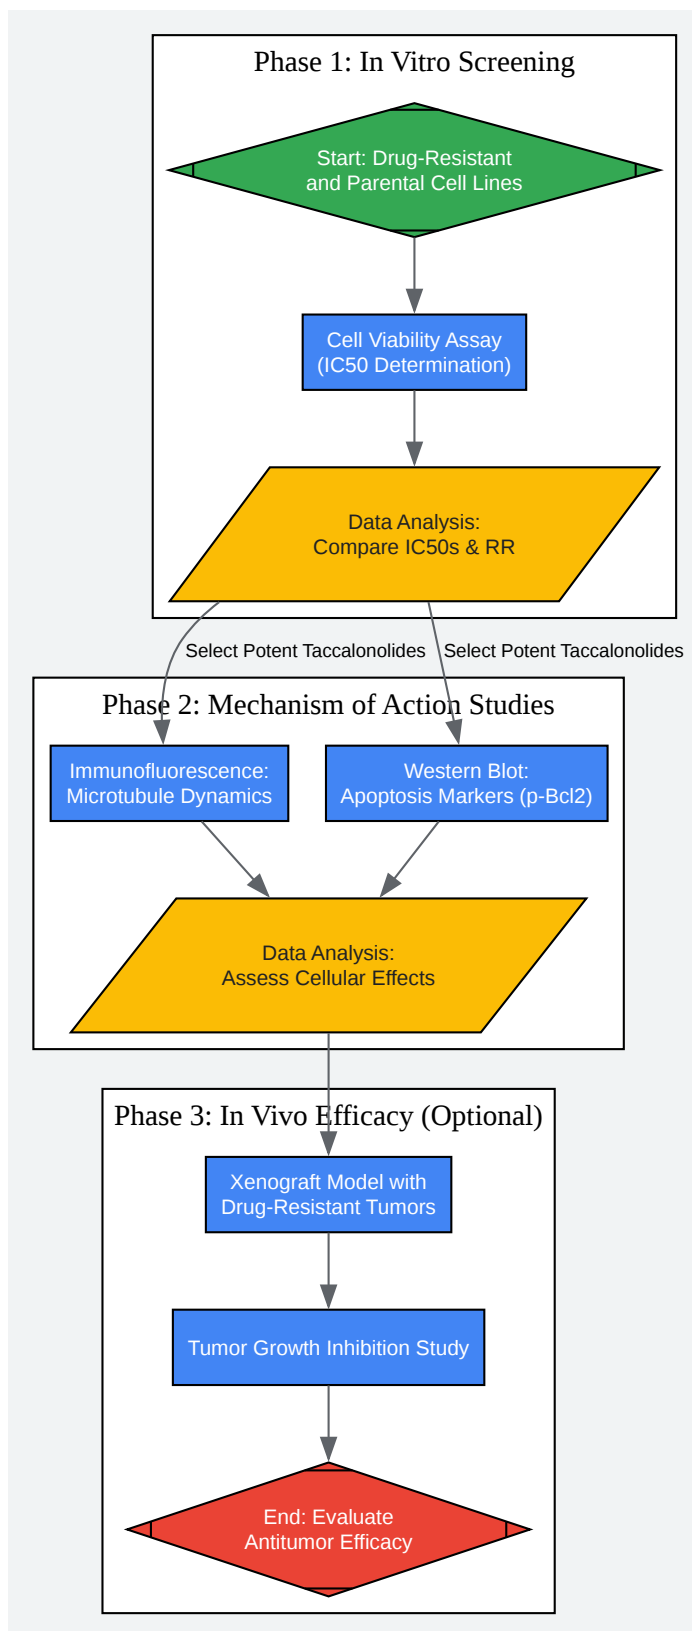 Phase 1: In Vitro Screening
Start: Drug-Resistant
and Parental Cell Lines
Cell Viability Assay
(IC50 Determination)
Data Analysis:
Compare IC50s & RR
Select Potent Taccalonolides
Select Potent Taccalonolides
Phase 2: Mechanism of Action Studies
Immunofluorescence:
Microtubule Dynamics
Western Blot:
Apoptosis Markers (p-Bcl2)
Data Analysis:
Assess Cellular Effects
Phase 3: In Vivo Efficacy (Optional)
Xenograft Model with
Drug-Resistant Tumors
Tumor Growth Inhibition Study
End: Evaluate
Antitumor Efficacy